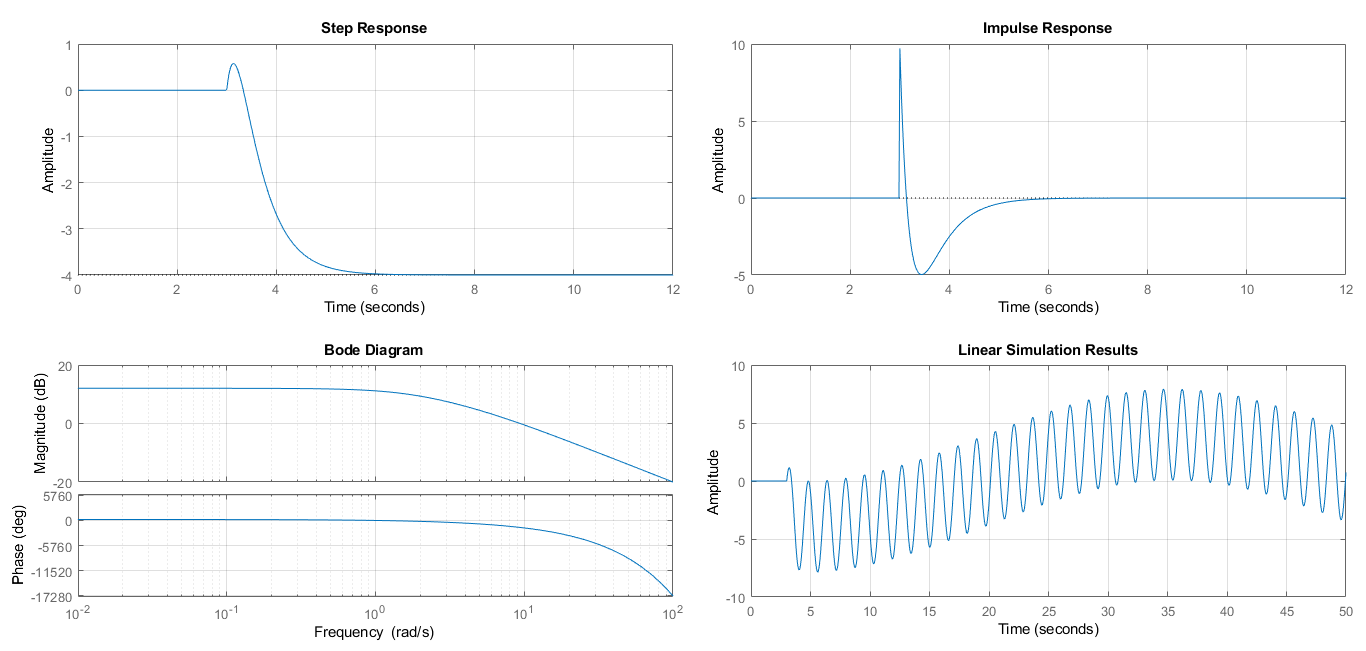 Step Response
Amplitude
1
0
-1
-2
-3
-4
0 2 4 6 8 10 12
Time (seconds)
Impulse Response
Amplitude
10
5
0
-5
0 2 4 6 8 10 12
Time (seconds)
Bode Diagram
Magnitude (dB)
20
0
-20
Phase (deg)
5760
0
-5760
-11520
-17280
10^-2 10^-1 10^0 10^1 10^2
Frequency (rad/s)
Linear Simulation Results
Amplitude
10
5
0
-5
-10
0 5 10 15 20 25 30 35 40 45 50
Time (seconds)